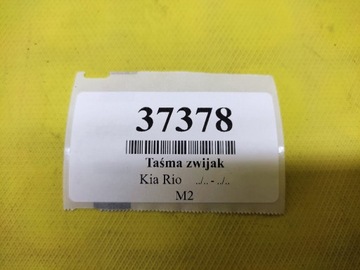 37378
Taśma zwijak
Kia Rio ../.. - ../..
M2